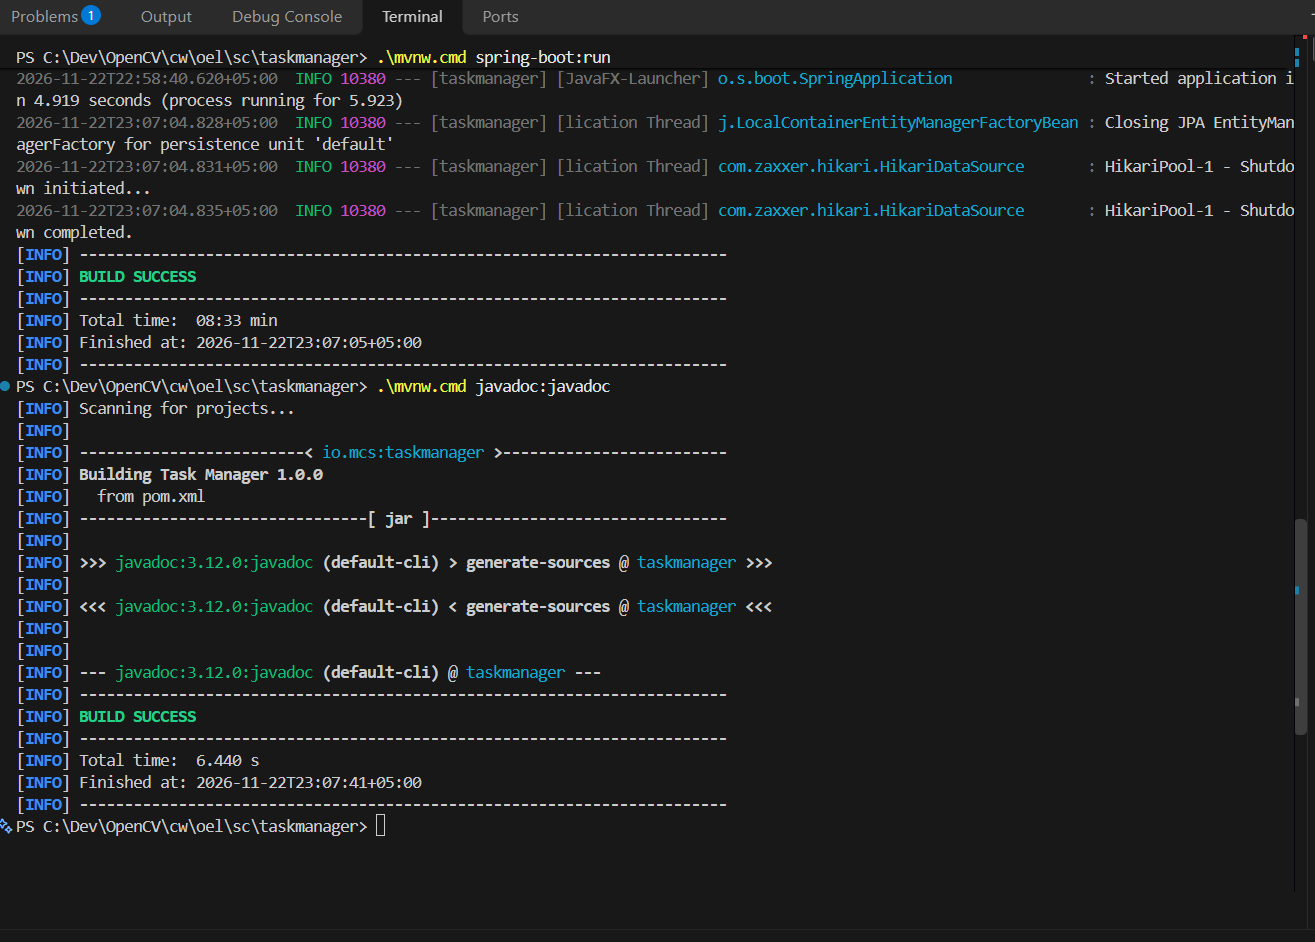 Problems 1 Output Debug Console Terminal Ports
PS C:\Dev\OpenCV\cw\oel\sc\taskmanager> .\mvnw.cmd spring-boot:run
2026-11-22T22:58:40.620+05:00  INFO 10380 --- [taskmanager] [JavaFX-Launcher] o.s.boot.SpringApplication               : Started application i
n 4.919 seconds (process running for 5.923)
2026-11-22T23:07:04.828+05:00  INFO 10380 --- [taskmanager] [lication Thread] j.LocalContainerEntityManagerFactoryBean : Closing JPA EntityMan
agerFactory for persistence unit 'default'
2026-11-22T23:07:04.831+05:00  INFO 10380 --- [taskmanager] [lication Thread] com.zaxxer.hikari.HikariDataSource       : HikariPool-1 - Shutdo
wn initiated...
2026-11-22T23:07:04.835+05:00  INFO 10380 --- [taskmanager] [lication Thread] com.zaxxer.hikari.HikariDataSource       : HikariPool-1 - Shutdo
wn completed.
[INFO] ------------------------------------------------------------------------
[INFO] BUILD SUCCESS
[INFO] ------------------------------------------------------------------------
[INFO] Total time:  08:33 min
[INFO] Finished at: 2026-11-22T23:07:05+05:00
[INFO] ------------------------------------------------------------------------
PS C:\Dev\OpenCV\cw\oel\sc\taskmanager> .\mvnw.cmd javadoc:javadoc
[INFO] Scanning for projects...
[INFO]
[INFO] -------------------------< io.mcs:taskmanager >-------------------------
[INFO] Building Task Manager 1.0.0
[INFO]   from pom.xml
[INFO] --------------------------------[ jar ]---------------------------------
[INFO]
[INFO] >>> javadoc:3.12.0:javadoc (default-cli) > generate-sources @ taskmanager >>>
[INFO]
[INFO] <<< javadoc:3.12.0:javadoc (default-cli) < generate-sources @ taskmanager <<<
[INFO]
[INFO]
[INFO] --- javadoc:3.12.0:javadoc (default-cli) @ taskmanager ---
[INFO] ------------------------------------------------------------------------
[INFO] BUILD SUCCESS
[INFO] ------------------------------------------------------------------------
[INFO] Total time:  6.440 s
[INFO] Finished at: 2026-11-22T23:07:41+05:00
[INFO] ------------------------------------------------------------------------
PS C:\Dev\OpenCV\cw\oel\sc\taskmanager>